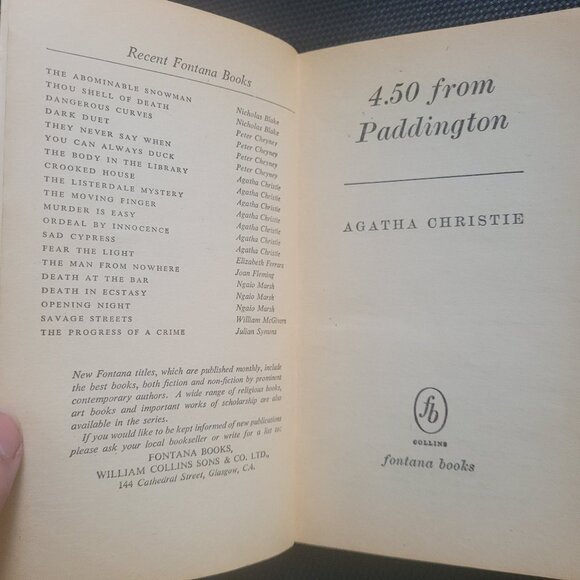 Recent Fontana Books
THE ABOMINABLE SNOWMAN Nicholas Blake
THOU SHELL OF DEATH Nicholas Blake
DANGEROUS CURVES Peter Cheyney
DARK DUET Peter Cheyney
THEY NEVER SAY WHEN Peter Cheyney
YOU CAN ALWAYS DUCK Peter Cheyney
THE BODY IN THE LIBRARY Agatha Christie
CROOKED HOUSE Agatha Christie
THE LISTERDALE MYSTERY Agatha Christie
THE MOVING FINGER Agatha Christie
MURDER IS EASY Agatha Christie
ORDEAL BY INNOCENCE Agatha Christie
SAD CYPRESS Agatha Christie
FEAR THE LIGHT Elizabeth Ferrars
THE MAN FROM NOWHERE Joan Fleming
DEATH AT THE BAR Ngaio Marsh
DEATH IN ECSTASY Ngaio Marsh
OPENING NIGHT Ngaio Marsh
SAVAGE STREETS William McGivern
THE PROGRESS OF A CRIME Julian Symons
New Fontana titles, which are published monthly, include
the best books, both fiction and non-fiction by prominent
contemporary authors. A wide range of religious books,
art books and important works of scholarship are also
available in the series.
If you would like to be kept informed of new publications
please ask your local bookseller or write for a list to:
FONTANA BOOKS,
WILLIAM COLLINS SONS & CO. LTD.,
144 Cathedral Street, Glasgow, C.4.
4.50 from
Paddington
AGATHA CHRISTIE
fb
COLLINS
fontana books